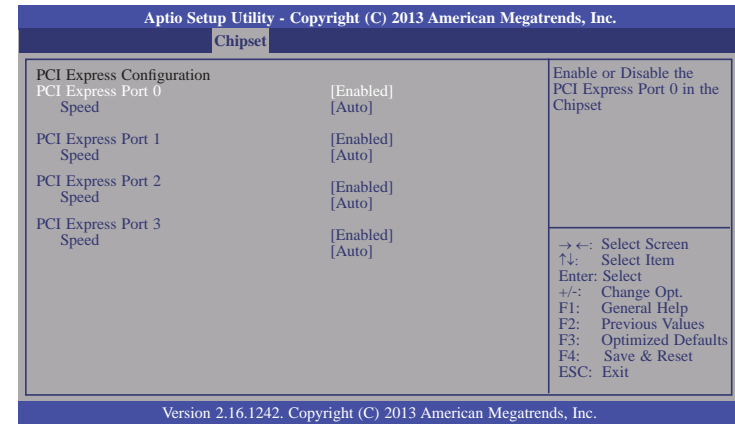 Aptio Setup Utility - Copyright (C) 2013 American Megatrends, Inc.
Chipset
PCI Express Configuration
PCI Express Port 0 [Enabled]
Speed [Auto]
PCI Express Port 1 [Enabled]
Speed [Auto]
PCI Express Port 2 [Enabled]
Speed [Auto]
PCI Express Port 3 [Enabled]
Speed [Auto]
Enable or Disable the
PCI Express Port 0 in the
Chipset
→←: Select Screen
↑↓: Select Item
Enter: Select
+/-: Change Opt.
F1: General Help
F2: Previous Values
F3: Optimized Defaults
F4: Save & Reset
ESC: Exit
Version 2.16.1242. Copyright (C) 2013 American Megatrends, Inc.